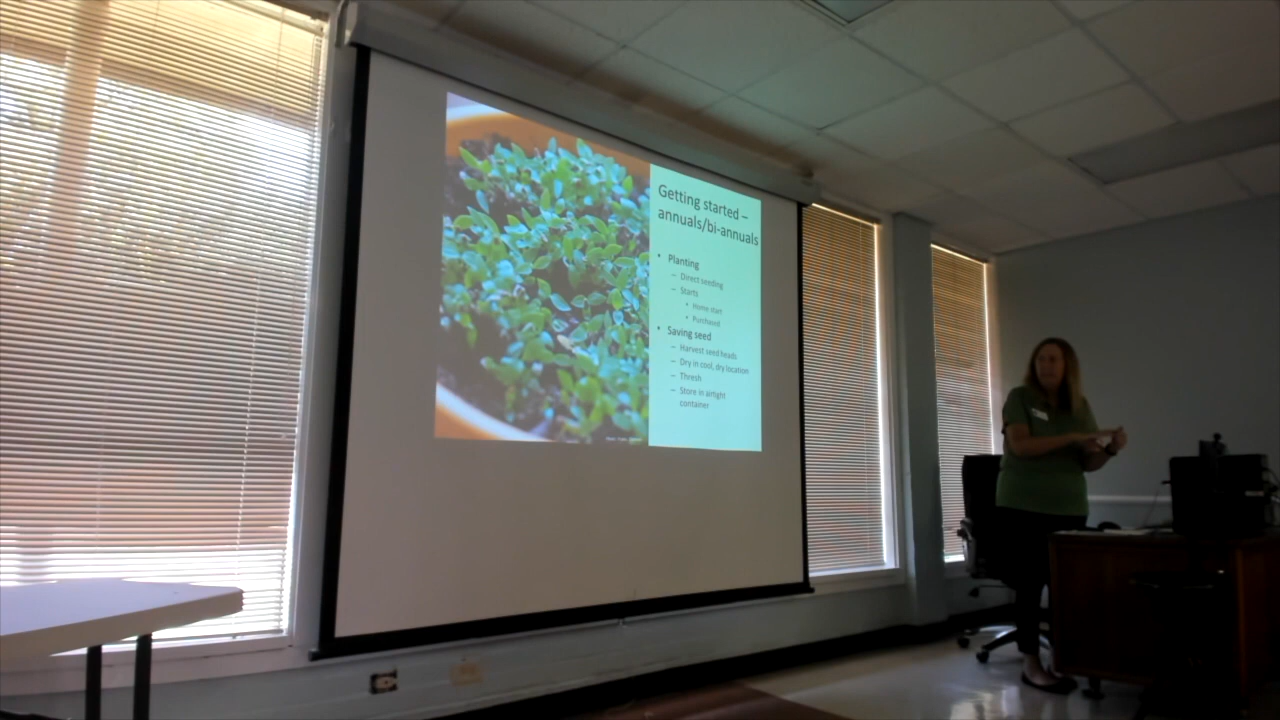 Getting started –
annuals/bi-annuals
• Planting
– Direct seeding
– Starts
• Home start
• Purchased
• Saving seed
– Harvest seed heads
– Dry in cool, dry location
– Thresh
– Store in airtight
container